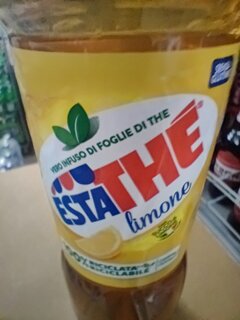 VERO INFUSO DI FOGLIE DI THE
ESTATHÉ
limone
RICICLATA
RICICLABILE